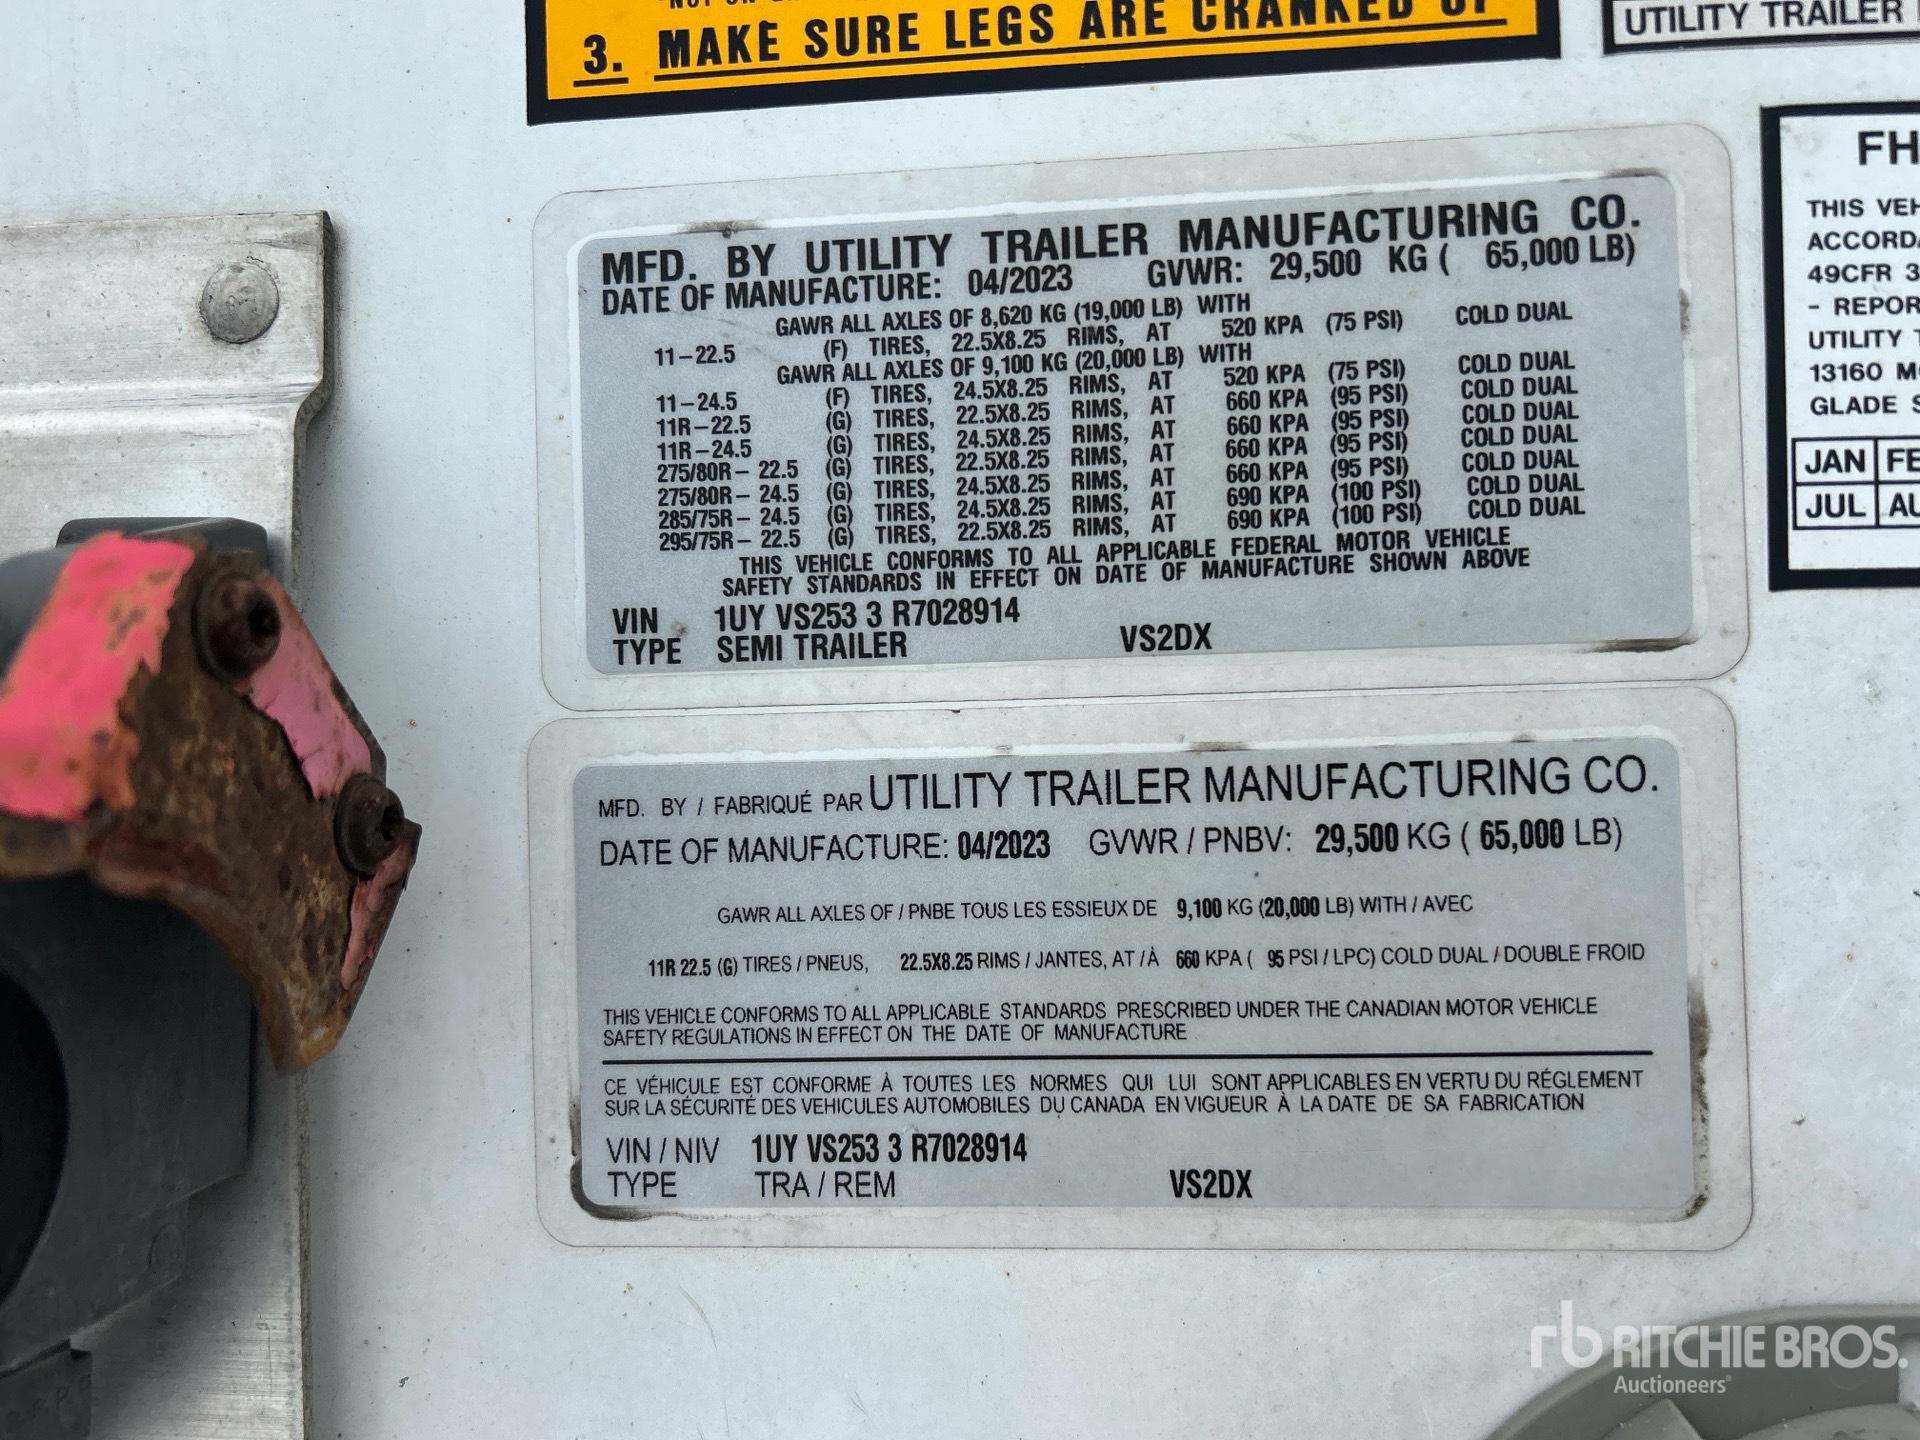 3. MAKE SURE LEGS ARE CRANKED UP
UTILITY TRAILER
MFD. BY UTILITY TRAILER MANUFACTURING CO.
DATE OF MANUFACTURE: 04/2023 GVWR: 29,500 KG ( 65,000 LB)
GAWR ALL AXLES OF 8,620 KG (19,000 LB) WITH
11-22.5 (F) TIRES, 22.5X8.25 RIMS, AT 520 KPA (75 PSI) COLD DUAL
GAWR ALL AXLES OF 9,100 KG (20,000 LB) WITH
11-24.5 (F) TIRES, 24.5X8.25 RIMS, AT 520 KPA (75 PSI) COLD DUAL
11R-22.5 (G) TIRES, 22.5X8.25 RIMS, AT 660 KPA (95 PSI) COLD DUAL
11R-24.5 (G) TIRES, 24.5X8.25 RIMS, AT 660 KPA (95 PSI) COLD DUAL
275/80R-22.5 (G) TIRES, 22.5X8.25 RIMS, AT 660 KPA (95 PSI) COLD DUAL
275/80R-24.5 (G) TIRES, 24.5X8.25 RIMS, AT 660 KPA (95 PSI) COLD DUAL
285/75R-24.5 (G) TIRES, 24.5X8.25 RIMS, AT 690 KPA (100 PSI) COLD DUAL
295/75R-22.5 (G) TIRES, 22.5X8.25 RIMS, AT 690 KPA (100 PSI) COLD DUAL
THIS VEHICLE CONFORMS TO ALL APPLICABLE FEDERAL MOTOR VEHICLE
SAFETY STANDARDS IN EFFECT ON DATE OF MANUFACTURE SHOWN ABOVE
VIN 1UY VS253 3 R7028914
TYPE SEMI TRAILER VS2DX
MFD. BY / FABRIQUÉ PAR UTILITY TRAILER MANUFACTURING CO.
DATE OF MANUFACTURE: 04/2023 GVWR / PNBV: 29,500 KG ( 65,000 LB)
GAWR ALL AXLES OF / PNBE TOUS LES ESSIEUX DE 9,100 KG (20,000 LB) WITH / AVEC
11R 22.5 (G) TIRES / PNEUS, 22.5X8.25 RIMS / JANTES, AT / À 660 KPA ( 95 PSI / LPC) COLD DUAL / DOUBLE FROID
THIS VEHICLE CONFORMS TO ALL APPLICABLE STANDARDS PRESCRIBED UNDER THE CANADIAN MOTOR VEHICLE
SAFETY REGULATIONS IN EFFECT ON THE DATE OF MANUFACTURE
CE VÉHICULE EST CONFORME À TOUTES LES NORMES QUI LUI SONT APPLICABLES EN VERTU DU RÉGLEMENT
SUR LA SÉCURITÉ DES VEHICULES AUTOMOBILES DU CANADA EN VIGUEUR À LA DATE DE SA FABRICATION
VIN / NIV 1UY VS253 3 R7028914
TYPE TRA / REM VS2DX
FH
THIS VEH
ACCORDA
49CFR 3
- REPOR
UTILITY T
13160 M
GLADE S
JAN FE
JUL AU
rb RITCHIE BROS.
Auctioneers